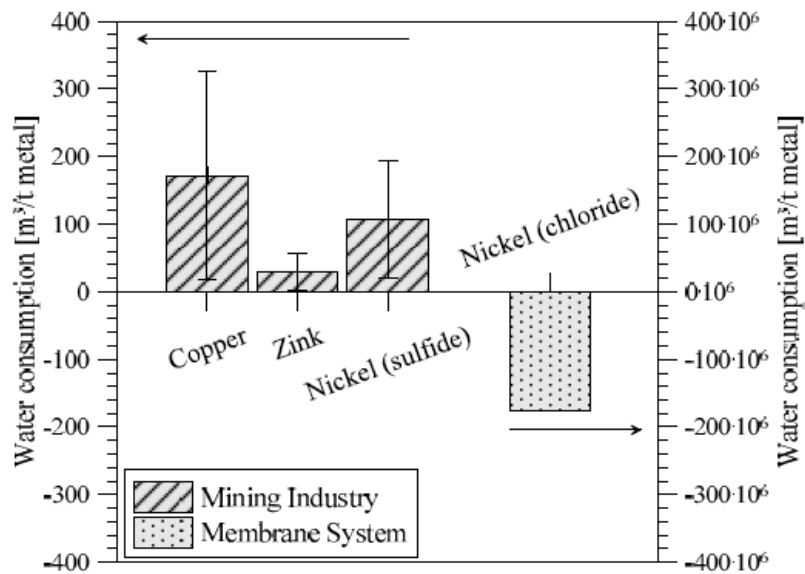 400
300
200
100
0
-100
-200
-300
-400
Water consumption [m³/t metal]
Copper
Zink
Nickel (sulfide)
Nickel (chloride)
Mining Industry
Membrane System
400·10⁶
300·10⁶
200·10⁶
100·10⁶
0·10⁶
-100·10⁶
-200·10⁶
-300·10⁶
-400·10⁶
Water consumption [m³/t metal]